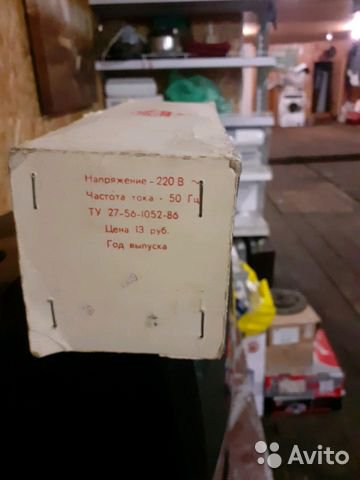 Напряжение - 220 В ~
Частота тока - 50 Гц
ТУ 27-56-1052-86
Цена 13 руб.
Год выпуска
Avito